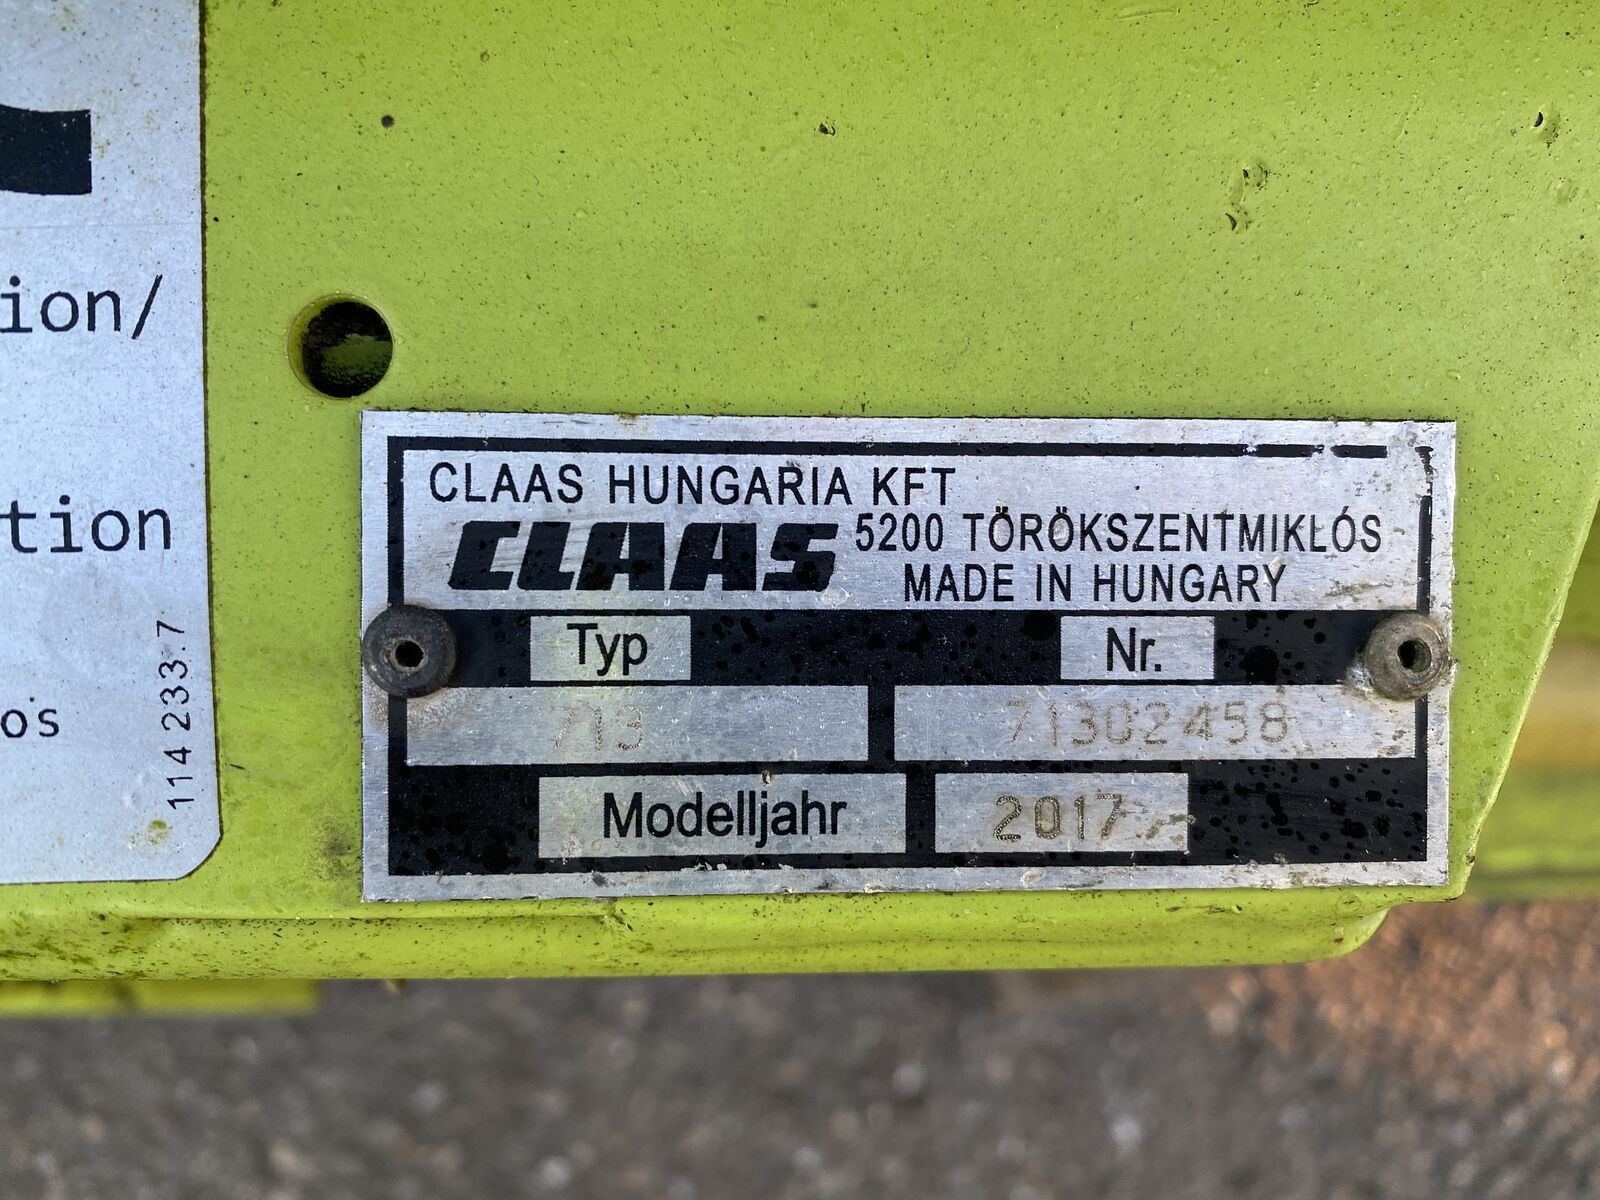 ion/
tion
os
114 233.7
CLAAS HUNGARIA KFT
CLAAS 5200 TÖRÖKSZENTMIKLÓS
MADE IN HUNGARY
Typ Nr.
713 71302458
Modelljahr 2017